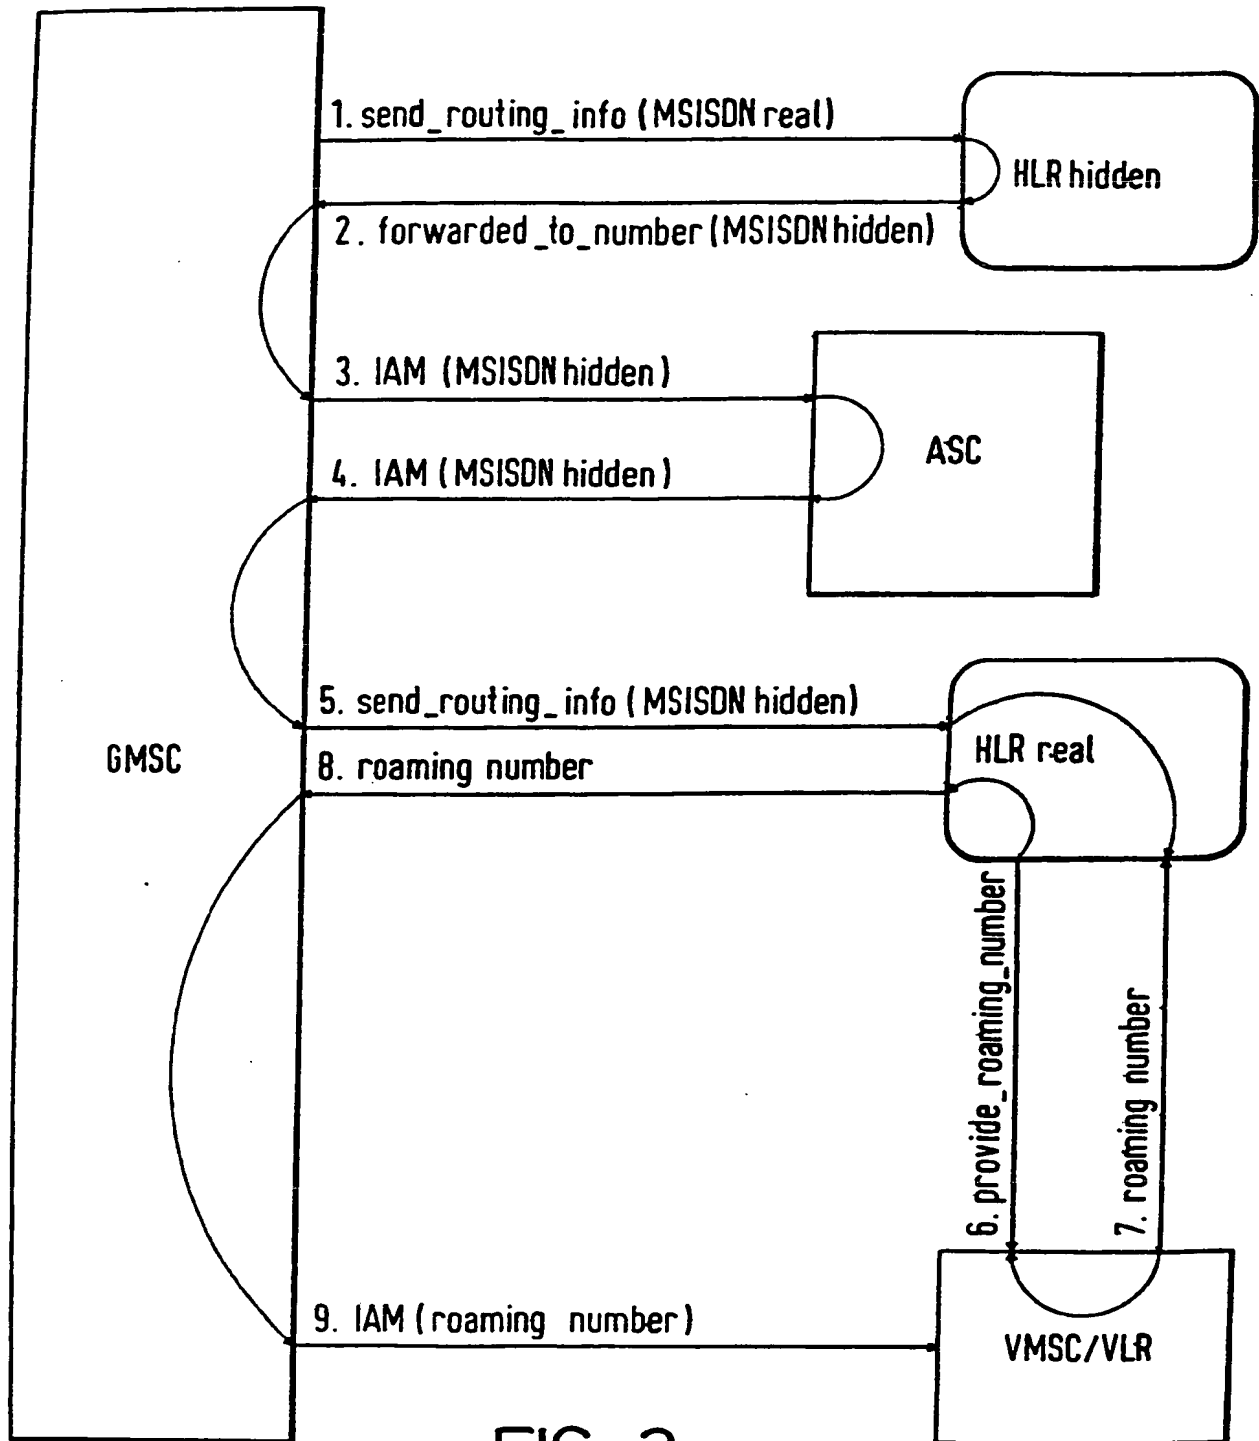 1. send_routing_info (MSISDN real)
HLR hidden
2. forwarded_to_number (MSISDN hidden)
3. IAM (MSISDN hidden)
ASC
4. IAM (MSISDN hidden)
5. send_routing_info (MSISDN hidden)
GMSC
8. roaming number
HLR real
6. provide_roaming_number
7. roaming number
9. IAM (roaming number)
VMSC/VLR